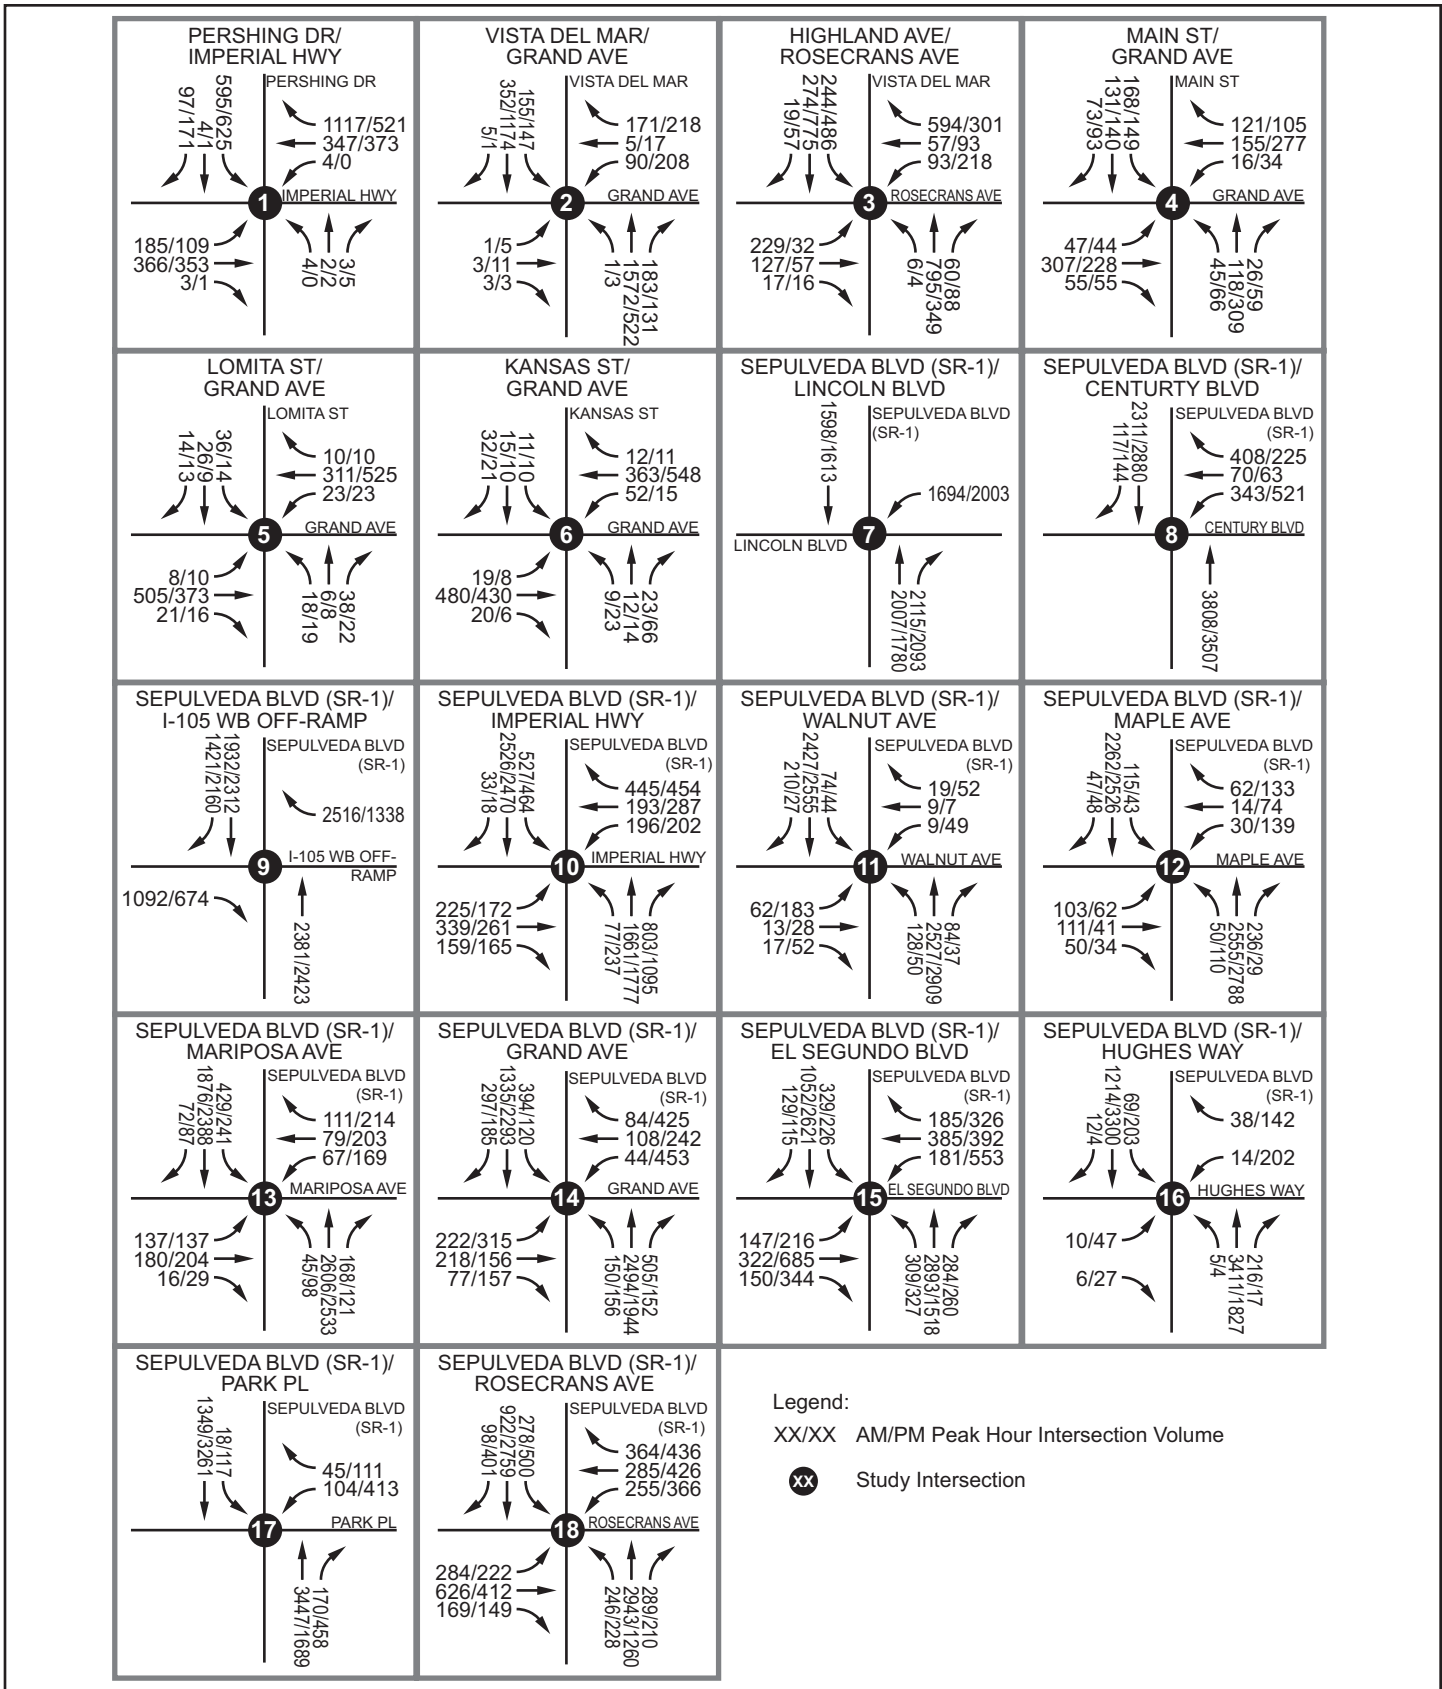 PERSHING DR/
IMPERIAL HWY
PERSHING DR
97/171
4/1
595/625
1117/521
347/373
4/0
1
IMPERIAL HWY
185/109
366/353
3/1
4/0
2/2
3/5
VISTA DEL MAR/
GRAND AVE
VISTA DEL MAR
5/1
352/1174
155/147
171/218
5/17
90/208
2
GRAND AVE
1/5
3/11
3/3
1/3
1572/522
183/131
HIGHLAND AVE/
ROSECRANS AVE
VISTA DEL MAR
19/57
274/775
244/486
594/301
57/93
93/218
3
ROSECRANS AVE
229/32
127/57
17/16
6/4
795/349
60/88
MAIN ST/
GRAND AVE
MAIN ST
73/93
131/140
168/149
121/105
155/277
16/34
4
GRAND AVE
47/44
307/228
55/55
45/66
118/309
26/59
LOMITA ST/
GRAND AVE
LOMITA ST
14/13
26/9
36/14
10/10
311/525
23/23
5
GRAND AVE
8/10
505/373
21/16
18/19
6/8
38/22
KANSAS ST/
GRAND AVE
KANSAS ST
32/21
15/10
11/10
12/11
363/548
52/15
6
GRAND AVE
19/8
480/430
20/6
9/23
12/14
23/66
SEPULVEDA BLVD (SR-1)/
LINCOLN BLVD
SEPULVEDA BLVD
(SR-1)
1598/1613
1694/2003
7
LINCOLN BLVD
2007/1780
2115/2093
SEPULVEDA BLVD (SR-1)/
CENTURTY BLVD
SEPULVEDA BLVD
(SR-1)
117/144
2311/2880
408/225
70/63
343/521
8
CENTURY BLVD
3808/3507
SEPULVEDA BLVD (SR-1)/
I-105 WB OFF-RAMP
SEPULVEDA BLVD
(SR-1)
1421/2160
1932/2312
2516/1338
9
I-105 WB OFF-
RAMP
1092/674
2381/2423
SEPULVEDA BLVD (SR-1)/
IMPERIAL HWY
SEPULVEDA BLVD
(SR-1)
33/18
2526/2470
527/464
445/454
193/287
196/202
10
IMPERIAL HWY
225/172
339/261
159/165
77/237
1661/1777
803/1095
SEPULVEDA BLVD (SR-1)/
WALNUT AVE
SEPULVEDA BLVD
(SR-1)
210/27
2427/2555
74/44
19/52
9/7
9/49
11
WALNUT AVE
62/183
13/28
17/52
128/50
2527/2909
84/37
SEPULVEDA BLVD (SR-1)/
MAPLE AVE
SEPULVEDA BLVD
(SR-1)
47/48
2262/2526
115/43
62/133
14/74
30/139
12
MAPLE AVE
103/62
111/41
50/34
50/110
2555/2788
236/29
SEPULVEDA BLVD (SR-1)/
MARIPOSA AVE
SEPULVEDA BLVD
(SR-1)
72/87
1876/2388
429/241
111/214
79/203
67/169
13
MARIPOSA AVE
137/137
180/204
16/29
45/98
2606/2533
168/121
SEPULVEDA BLVD (SR-1)/
GRAND AVE
SEPULVEDA BLVD
(SR-1)
297/185
1335/2293
394/120
84/425
108/242
44/453
14
GRAND AVE
222/315
218/156
77/157
150/156
2494/1944
505/152
SEPULVEDA BLVD (SR-1)/
EL SEGUNDO BLVD
SEPULVEDA BLVD
(SR-1)
129/115
1052/2621
329/226
185/326
385/392
181/553
15
EL SEGUNDO BLVD
147/216
322/685
150/344
309/327
2893/1518
284/260
SEPULVEDA BLVD (SR-1)/
HUGHES WAY
SEPULVEDA BLVD
(SR-1)
12/4
1214/3300
69/203
38/142
14/202
16
HUGHES WAY
10/47
6/27
5/4
3411/1827
216/17
SEPULVEDA BLVD (SR-1)/
PARK PL
SEPULVEDA BLVD
(SR-1)
1349/3261
18/117
45/111
104/413
17
PARK PL
3447/1689
170/458
SEPULVEDA BLVD (SR-1)/
ROSECRANS AVE
SEPULVEDA BLVD
(SR-1)
98/401
922/2759
278/500
364/436
285/426
255/366
18
ROSECRANS AVE
284/222
626/412
169/149
246/228
2943/1260
289/210
Legend:
XX/XX AM/PM Peak Hour Intersection Volume
XX Study Intersection